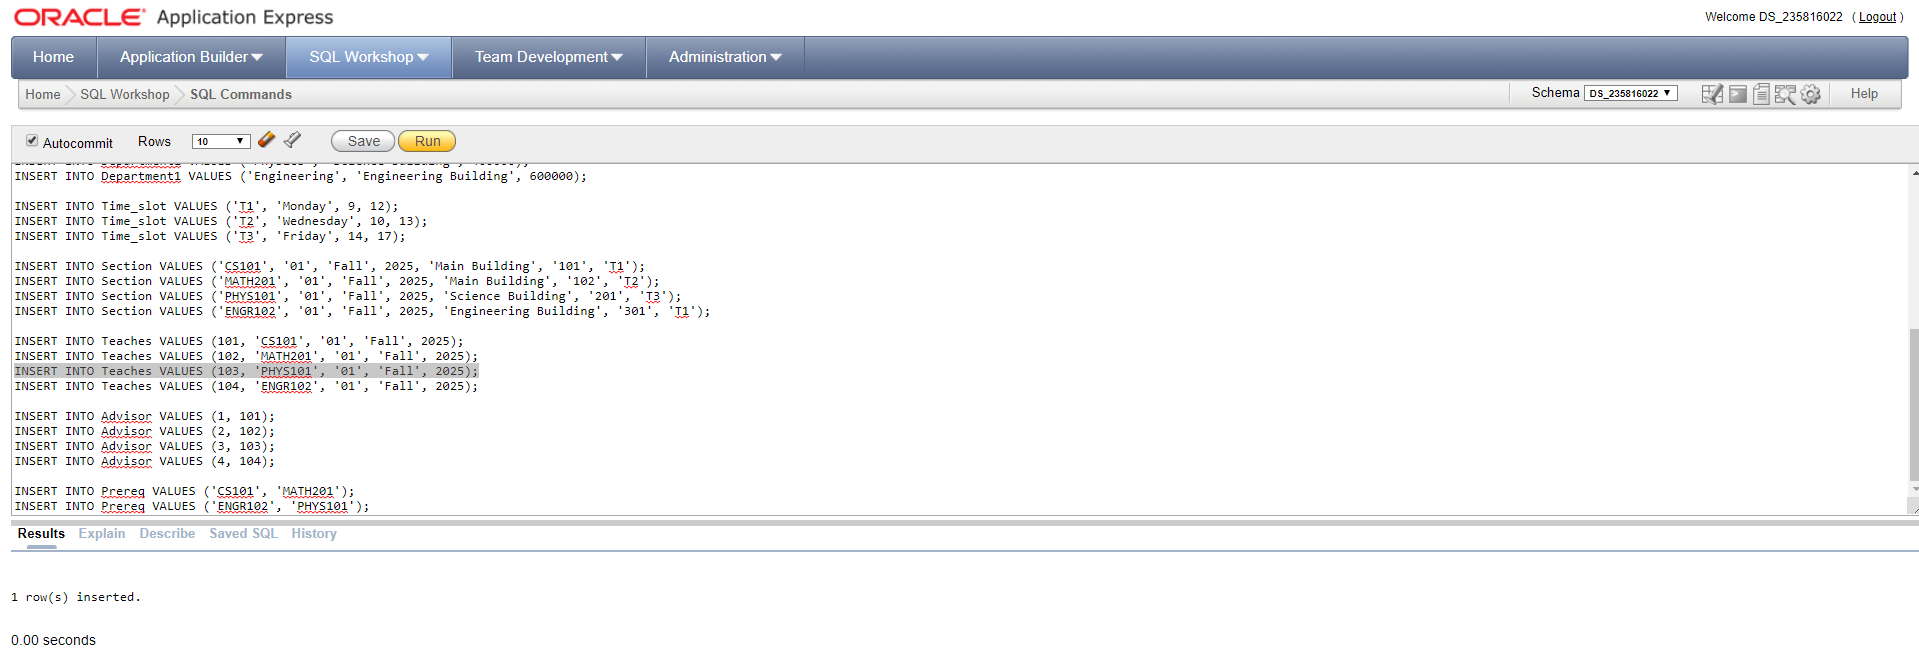 ORACLE Application Express
Welcome DS_235816022 ( Logout )
Home Application Builder SQL Workshop Team Development Administration
Home SQL Workshop SQL Commands
Schema DS_235816022 Help
Autocommit Rows 10 Save Run
INSERT INTO Department1 VALUES ('Engineering', 'Engineering Building', 600000);
INSERT INTO Time_slot VALUES ('T1', 'Monday', 9, 12);
INSERT INTO Time_slot VALUES ('T2', 'Wednesday', 10, 13);
INSERT INTO Time_slot VALUES ('T3', 'Friday', 14, 17);
INSERT INTO Section VALUES ('CS101', '01', 'Fall', 2025, 'Main Building', '101', 'T1');
INSERT INTO Section VALUES ('MATH201', '01', 'Fall', 2025, 'Main Building', '102', 'T2');
INSERT INTO Section VALUES ('PHYS101', '01', 'Fall', 2025, 'Science Building', '201', 'T3');
INSERT INTO Section VALUES ('ENGR102', '01', 'Fall', 2025, 'Engineering Building', '301', 'T1');
INSERT INTO Teaches VALUES (101, 'CS101', '01', 'Fall', 2025);
INSERT INTO Teaches VALUES (102, 'MATH201', '01', 'Fall', 2025);
INSERT INTO Teaches VALUES (103, 'PHYS101', '01', 'Fall', 2025);
INSERT INTO Teaches VALUES (104, 'ENGR102', '01', 'Fall', 2025);
INSERT INTO Advisor VALUES (1, 101);
INSERT INTO Advisor VALUES (2, 102);
INSERT INTO Advisor VALUES (3, 103);
INSERT INTO Advisor VALUES (4, 104);
INSERT INTO Prereq VALUES ('CS101', 'MATH201');
INSERT INTO Prereq VALUES ('ENGR102', 'PHYS101');
Results Explain Describe Saved SQL History
1 row(s) inserted.
0.00 seconds